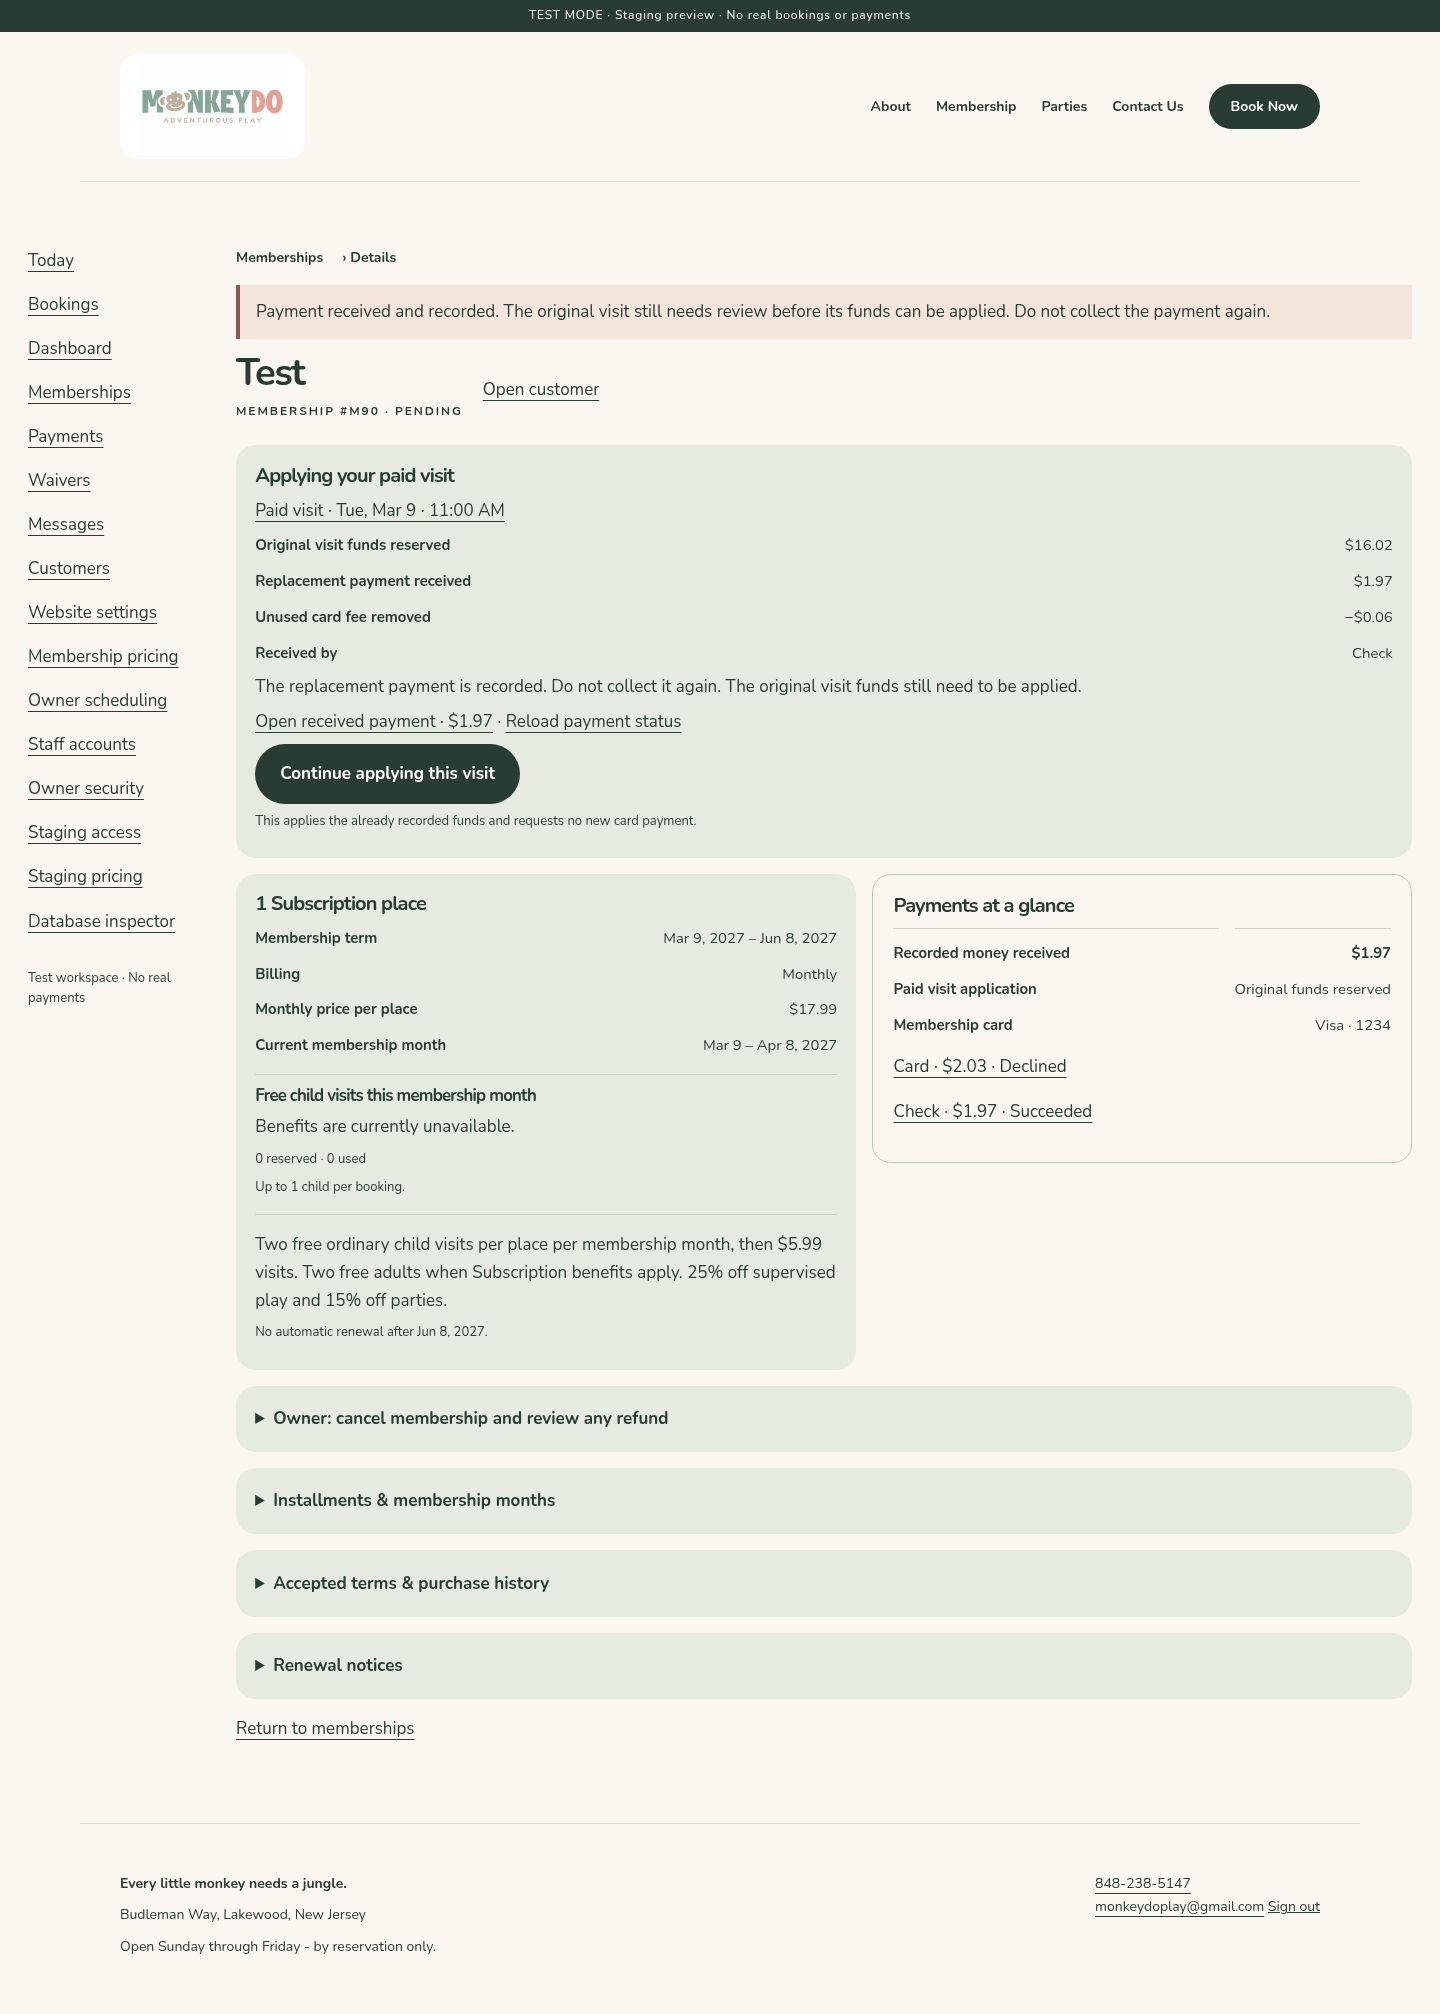 TEST MODE · Staging preview · No real bookings or payments
MONKEYDO
ADVENTUROUS PLAY
About
Membership
Parties
Contact Us
Book Now
Today
Bookings
Dashboard
Memberships
Payments
Waivers
Messages
Customers
Website settings
Membership pricing
Owner scheduling
Staff accounts
Owner security
Staging access
Staging pricing
Database inspector
Test workspace · No real
payments
Memberships › Details
Payment received and recorded. The original visit still needs review before its funds can be applied. Do not collect the payment again.
Test
MEMBERSHIP #M90 · PENDING
Open customer
Applying your paid visit
Paid visit · Tue, Mar 9 · 11:00 AM
Original visit funds reserved $16.02
Replacement payment received $1.97
Unused card fee removed −$0.06
Received by Check
The replacement payment is recorded. Do not collect it again. The original visit funds still need to be applied.
Open received payment · $1.97 · Reload payment status
Continue applying this visit
This applies the already recorded funds and requests no new card payment.
1 Subscription place
Membership term Mar 9, 2027 – Jun 8, 2027
Billing Monthly
Monthly price per place $17.99
Current membership month Mar 9 – Apr 8, 2027
Free child visits this membership month
Benefits are currently unavailable.
0 reserved · 0 used
Up to 1 child per booking.
Two free ordinary child visits per place per membership month, then $5.99
visits. Two free adults when Subscription benefits apply. 25% off supervised
play and 15% off parties.
No automatic renewal after Jun 8, 2027.
Payments at a glance
Recorded money received $1.97
Paid visit application Original funds reserved
Membership card Visa · 1234
Card · $2.03 · Declined
Check · $1.97 · Succeeded
▶ Owner: cancel membership and review any refund
▶ Installments & membership months
▶ Accepted terms & purchase history
▶ Renewal notices
Return to memberships
Every little monkey needs a jungle.
Budleman Way, Lakewood, New Jersey
Open Sunday through Friday - by reservation only.
848-238-5147
monkeydoplay@gmail.com Sign out